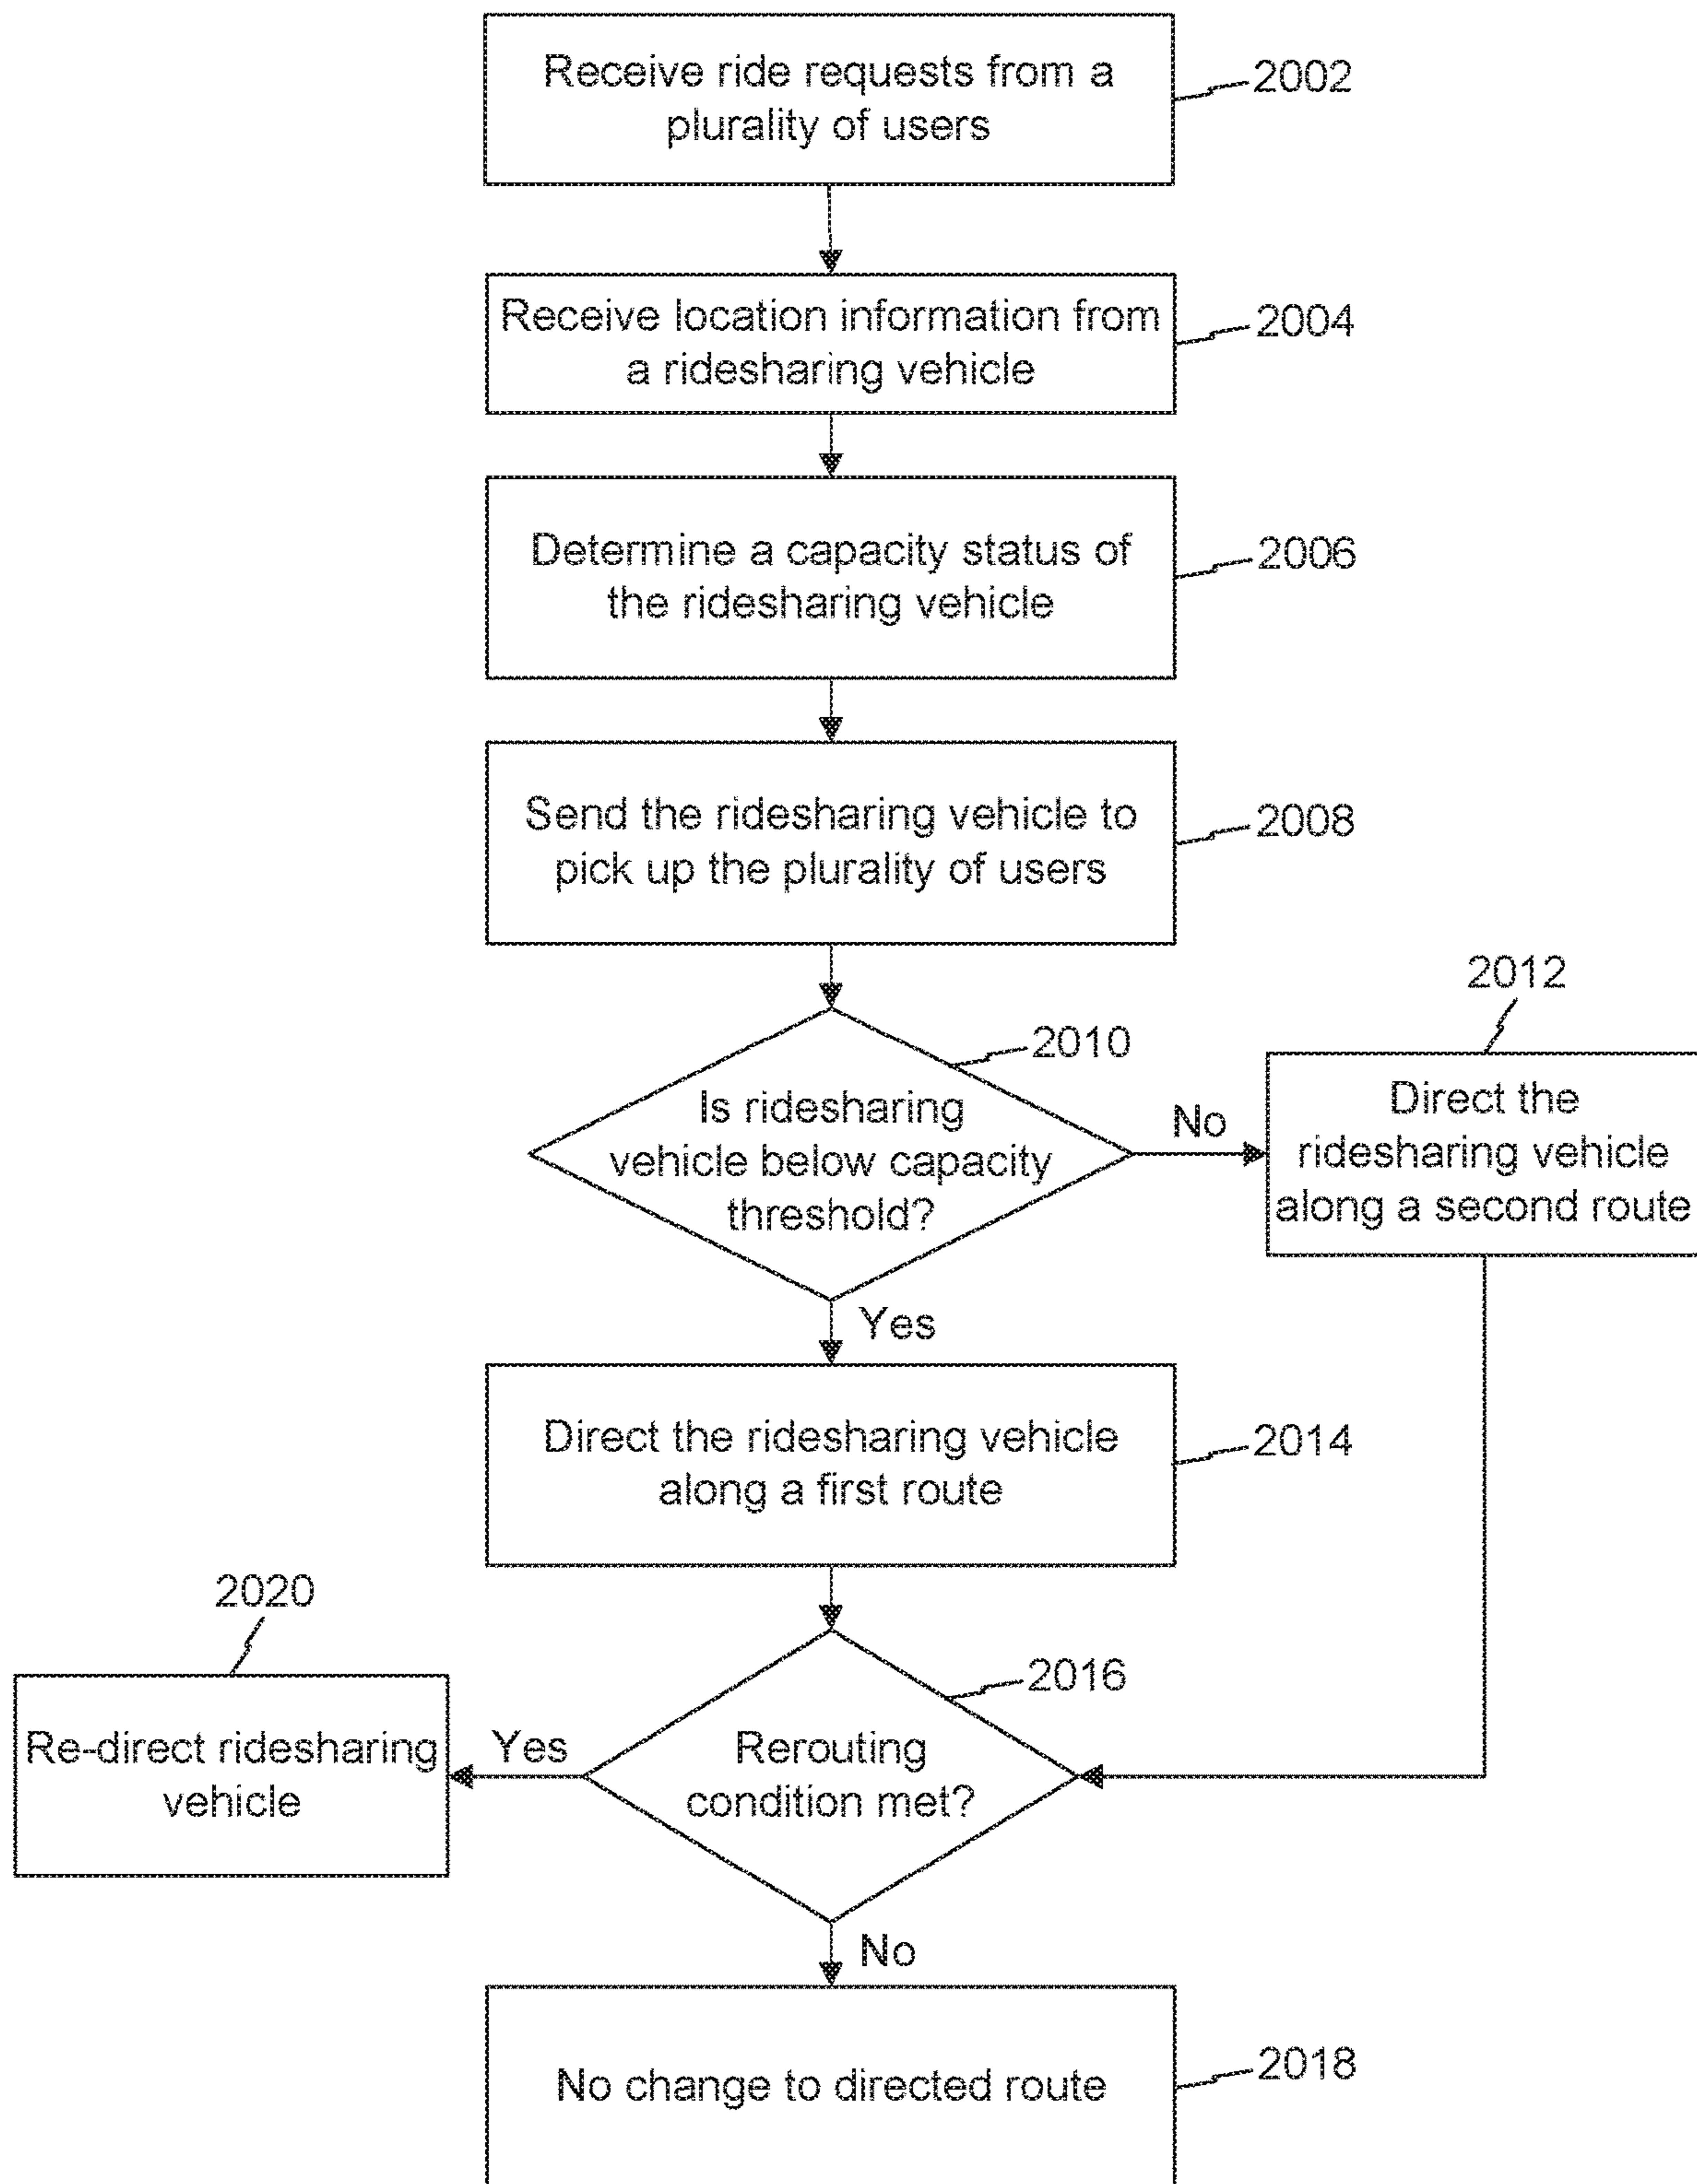 Receive ride requests from a
plurality of users
2002
Receive location information from
a ridesharing vehicle
2004
Determine a capacity status of
the ridesharing vehicle
2006
Send the ridesharing vehicle to
pick up the plurality of users
2008
2010
Is ridesharing
vehicle below capacity
threshold?
No
2012
Direct the
ridesharing vehicle
along a second route
Yes
Direct the ridesharing vehicle
along a first route
2014
2016
Rerouting
condition met?
Yes
2020
Re-direct ridesharing
vehicle
No
No change to directed route
2018